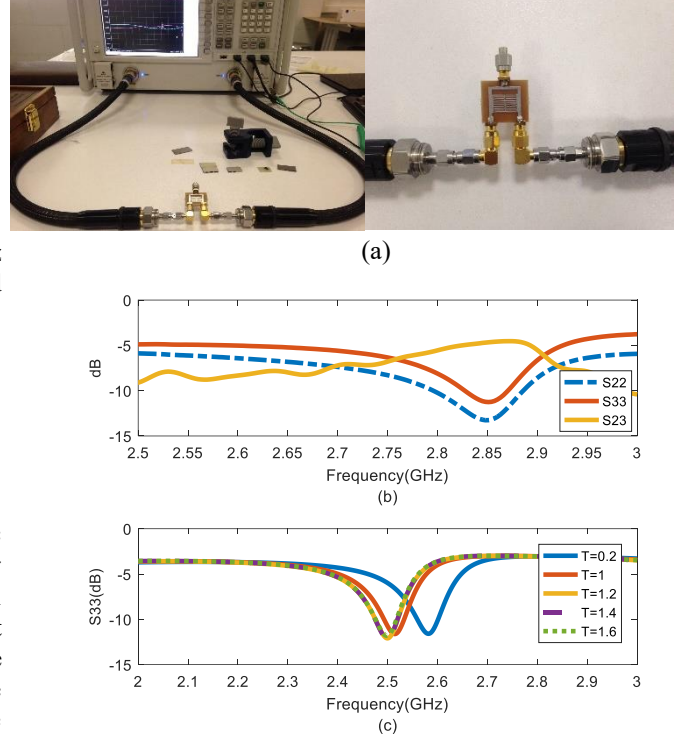 (a)
0
-5
-10
-15
dB
S22
S33
S23
2.5 2.55 2.6 2.65 2.7 2.75 2.8 2.85 2.9 2.95 3
Frequency(GHz)
(b)
0
-5
-10
-15
S33(dB)
T=0.2
T=1
T=1.2
T=1.4
T=1.6
2 2.1 2.2 2.3 2.4 2.5 2.6 2.7 2.8 2.9 3
Frequency(GHz)
(c)